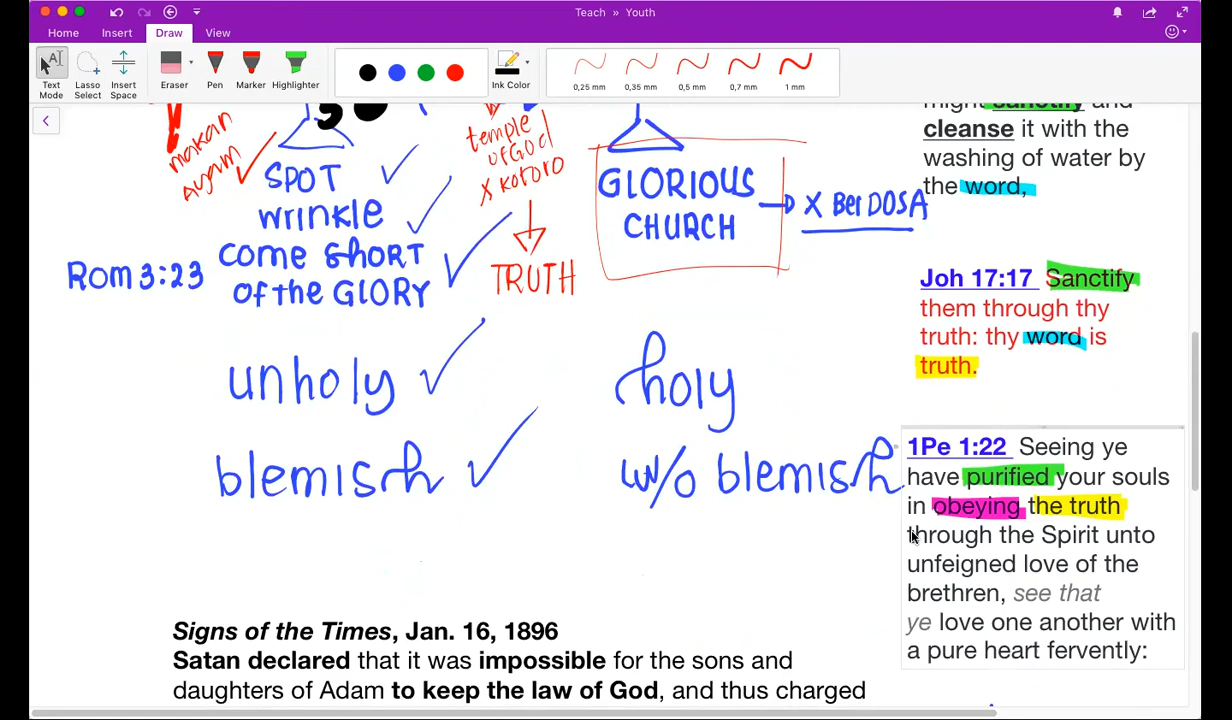 Teach » Youth
Home Insert Draw View
Text Mode
Lasso Select
Insert Space
Eraser
Pen
Marker
Highlighter
Ink Color
0,25 mm 0,35 mm 0,5 mm 0,7 mm 1 mm
makan
Ayam
SPOT
wrinkle
come short
of the GLORY
Rom 3:23
unholy
blemish
temple
of God
X kotoro
TRUTH
GLORIOUS
CHURCH
X BerDOSA
holy
w/o blemish
might sanctify and
cleanse it with the
washing of water by
the word,
Joh 17:17 Sanctify
them through thy
truth: thy word is
truth.
1Pe 1:22 Seeing ye
have purified your souls
in obeying the truth
through the Spirit unto
unfeigned love of the
brethren, see that
ye love one another with
a pure heart fervently:
Signs of the Times, Jan. 16, 1896
Satan declared that it was impossible for the sons and
daughters of Adam to keep the law of God, and thus charged